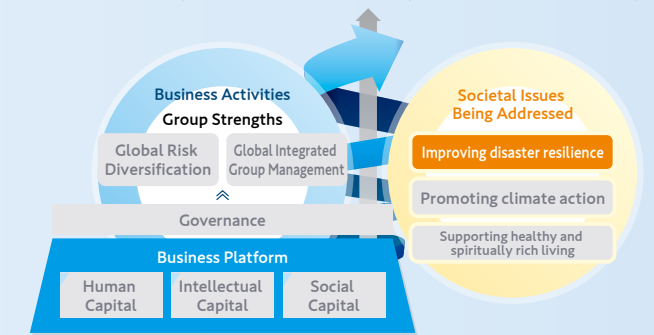 Business Activities
Group Strengths
Global Risk
Diversification
Global Integrated
Group Management
Governance
Business Platform
Human
Capital
Intellectual
Capital
Social
Capital
Societal Issues
Being Addressed
Improving disaster resilience
Promoting climate action
Supporting healthy and
spiritually rich living